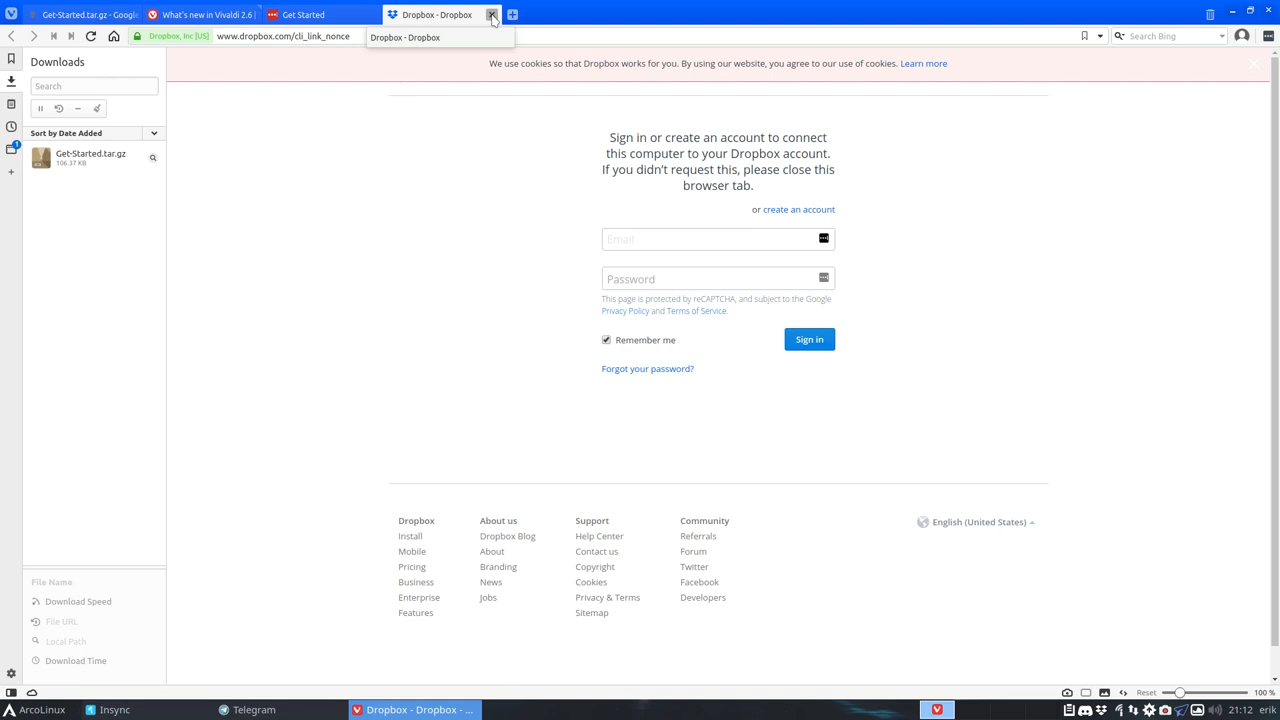 Get-Started.tar.gz - Google
What's new in Vivaldi 2.6 |
Get Started
Dropbox - Dropbox
Dropbox, Inc [US]
www.dropbox.com/cli_link_nonce
Dropbox - Dropbox
Search Bing
Downloads
Search
Sort by Date Added
Get-Started.tar.gz
106.37 KB
We use cookies so that Dropbox works for you. By using our website, you agree to our use of cookies. Learn more
Sign in or create an account to connect
this computer to your Dropbox account.
If you didn't request this, please close this
browser tab.
or create an account
Email
Password
This page is protected by reCAPTCHA, and subject to the Google
Privacy Policy and Terms of Service.
Remember me
Sign in
Forgot your password?
Dropbox
Install
Mobile
Pricing
Business
Enterprise
Features
About us
Dropbox Blog
About
Branding
News
Jobs
Support
Help Center
Contact us
Copyright
Cookies
Privacy & Terms
Sitemap
Community
Referrals
Forum
Twitter
Facebook
Developers
English (United States)
File Name
Download Speed
File URL
Local Path
Download Time
1
Reset
100 %
ArcoLinux
Insync
Telegram
Dropbox - Dropbox - ...
21:12
erik